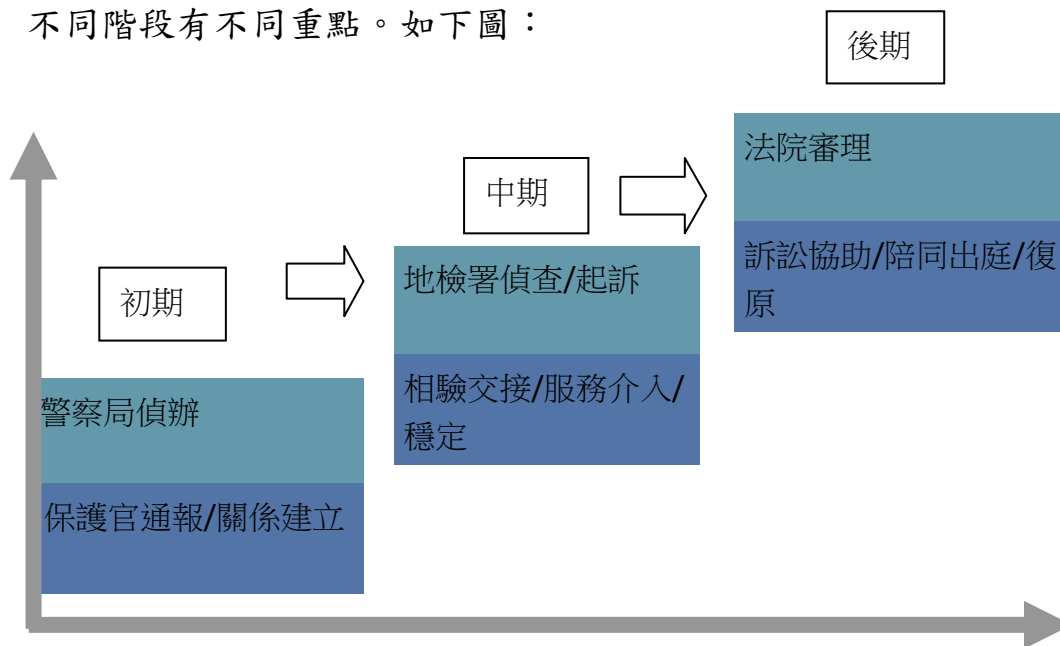 不同階段有不同重點。如下圖：
後期
法院審理
訴訟協助/陪同出庭/復
原
中期
地檢署偵查/起訴
相驗交接/服務介入/
穩定
初期
警察局偵辦
保護官通報/關係建立